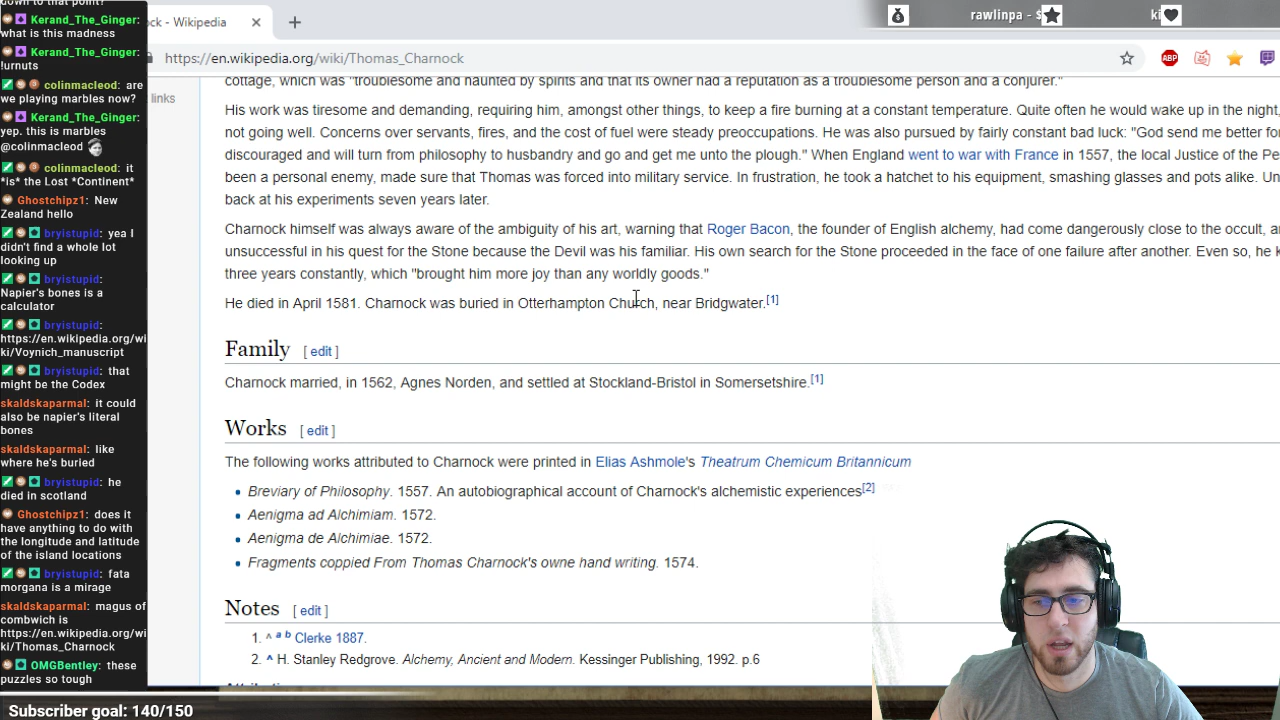 down to that point?
Kerand_The_Ginger:
what is this madness
Kerand_The_Ginger:
!urnuts
colinmacleod: are
we playing marbles now?
Kerand_The_Ginger:
yep. this is marbles
@colinmacleod
colinmacleod: it
*is* the Lost *Continent*
Ghostchipz1: New
Zealand hello
bryistupid: yea I
didn't find a whole lot
looking up
bryistupid:
Napier's bones is a
calculator
bryistupid:
https://en.wikipedia.org/wi
ki/Voynich_manuscript
bryistupid: that
might be the Codex
skaldskaparmal: it could
also be napier's literal
bones
skaldskaparmal: like
where he's buried
bryistupid: he
died in scotland
Ghostchipz1: does it
have anything to do with
the longitude and latitude
of the island locations
bryistupid: fata
morgana is a mirage
skaldskaparmal: magus of
combwich is
https://en.wikipedia.org/wi
ki/Thomas_Charnock
OMGBentley: these
puzzles so tough
Subscriber goal: 140/150
ock - Wikipedia
rawlinpa - $
ki
https://en.wikipedia.org/wiki/Thomas_Charnock
ABP
links
cottage, which was "troublesome and haunted by spirits and that its owner had a reputation as a troublesome person and a conjurer."
His work was tiresome and demanding, requiring him, amongst other things, to keep a fire burning at a constant temperature. Quite often he would wake up in the night,
not going well. Concerns over servants, fires, and the cost of fuel were steady preoccupations. He was also pursued by fairly constant bad luck: "God send me better fo
discouraged and will turn from philosophy to husbandry and go and get me unto the plough." When England went to war with France in 1557, the local Justice of the Pe
been a personal enemy, made sure that Thomas was forced into military service. In frustration, he took a hatchet to his equipment, smashing glasses and pots alike. Un
back at his experiments seven years later.
Charnock himself was always aware of the ambiguity of his art, warning that Roger Bacon, the founder of English alchemy, had come dangerously close to the occult, a
unsuccessful in his quest for the Stone because the Devil was his familiar. His own search for the Stone proceeded in the face of one failure after another. Even so, he k
three years constantly, which "brought him more joy than any worldly goods."
He died in April 1581. Charnock was buried in Otterhampton Church, near Bridgwater.[1]
Family [ edit ]
Charnock married, in 1562, Agnes Norden, and settled at Stockland-Bristol in Somersetshire.[1]
Works [ edit ]
The following works attributed to Charnock were printed in Elias Ashmole's Theatrum Chemicum Britannicum
• Breviary of Philosophy. 1557. An autobiographical account of Charnock's alchemistic experiences[2]
• Aenigma ad Alchimiam. 1572.
• Aenigma de Alchimiae. 1572.
• Fragments coppied From Thomas Charnock's owne hand writing. 1574.
Notes [ edit ]
1. ^ a b Clerke 1887.
2. ^ H. Stanley Redgrove. Alchemy, Ancient and Modern. Kessinger Publishing, 1992. p.6